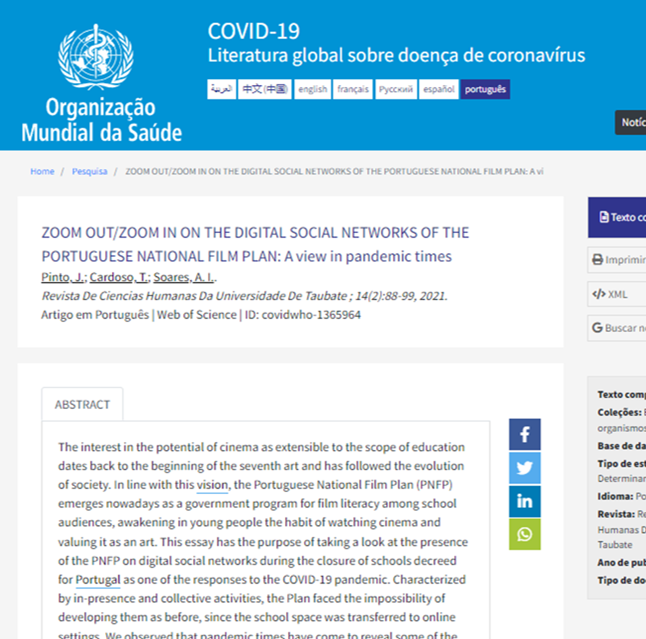 COVID-19
Literatura global sobre doença de coronavírus
العربية 中文(中國) english français Русский español português
Organização
Mundial da Saúde
Notíc
Home / Pesquisa / ZOOM OUT/ZOOM IN ON THE DIGITAL SOCIAL NETWORKS OF THE PORTUGUESE NATIONAL FILM PLAN: A vi
ZOOM OUT/ZOOM IN ON THE DIGITAL SOCIAL NETWORKS OF THE
PORTUGUESE NATIONAL FILM PLAN: A view in pandemic times
Pinto, J.; Cardoso, T.; Soares, A. I..
Revista De Ciencias Humanas Da Universidade De Taubate ; 14(2):88-99, 2021.
Artigo em Português | Web of Science | ID: covidwho-1365964
Texto co
Imprimir
XML
Buscar no
ABSTRACT
The interest in the potential of cinema as extensible to the scope of education
dates back to the beginning of the seventh art and has followed the evolution
of society. In line with this vision, the Portuguese National Film Plan (PNFP)
emerges nowadays as a government program for film literacy among school
audiences, awakening in young people the habit of watching cinema and
valuing it as an art. This essay has the purpose of taking a look at the presence
of the PNFP on digital social networks during the closure of schools decreed
for Portugal as one of the responses to the COVID-19 pandemic. Characterized
by in-presence and collective activities, the Plan faced the impossibility of
developing them as before, since the school space was transferred to online
settings. We observed that pandemic times have come to reveal some of the
Texto comp
Coleções:
organismos
Base de da
Tipo de est
Determinan
Idioma: Po
Revista: Re
Humanas D
Taubate
Ano de pub
Tipo de do